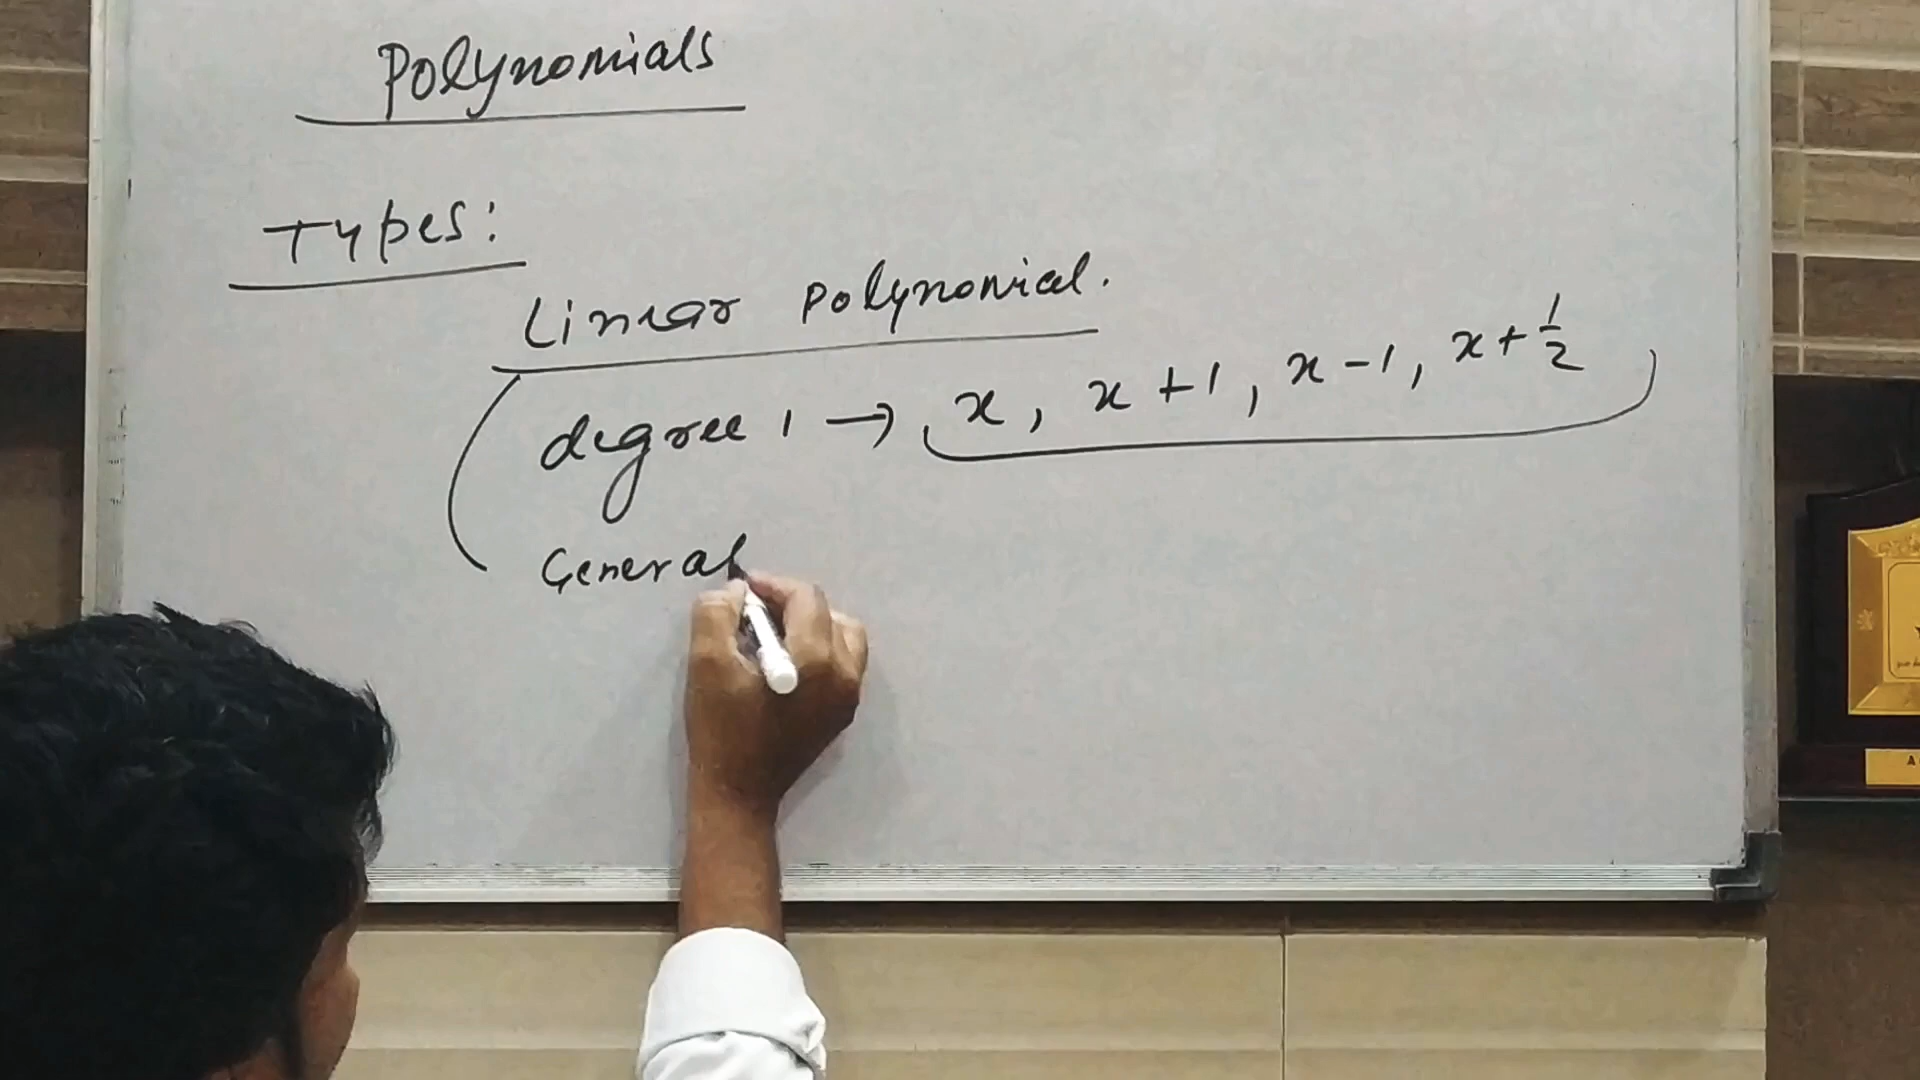 Polynomials
Types:
Linear Polynomial.
degree 1 → x, x+1, x-1, x+1/2
General